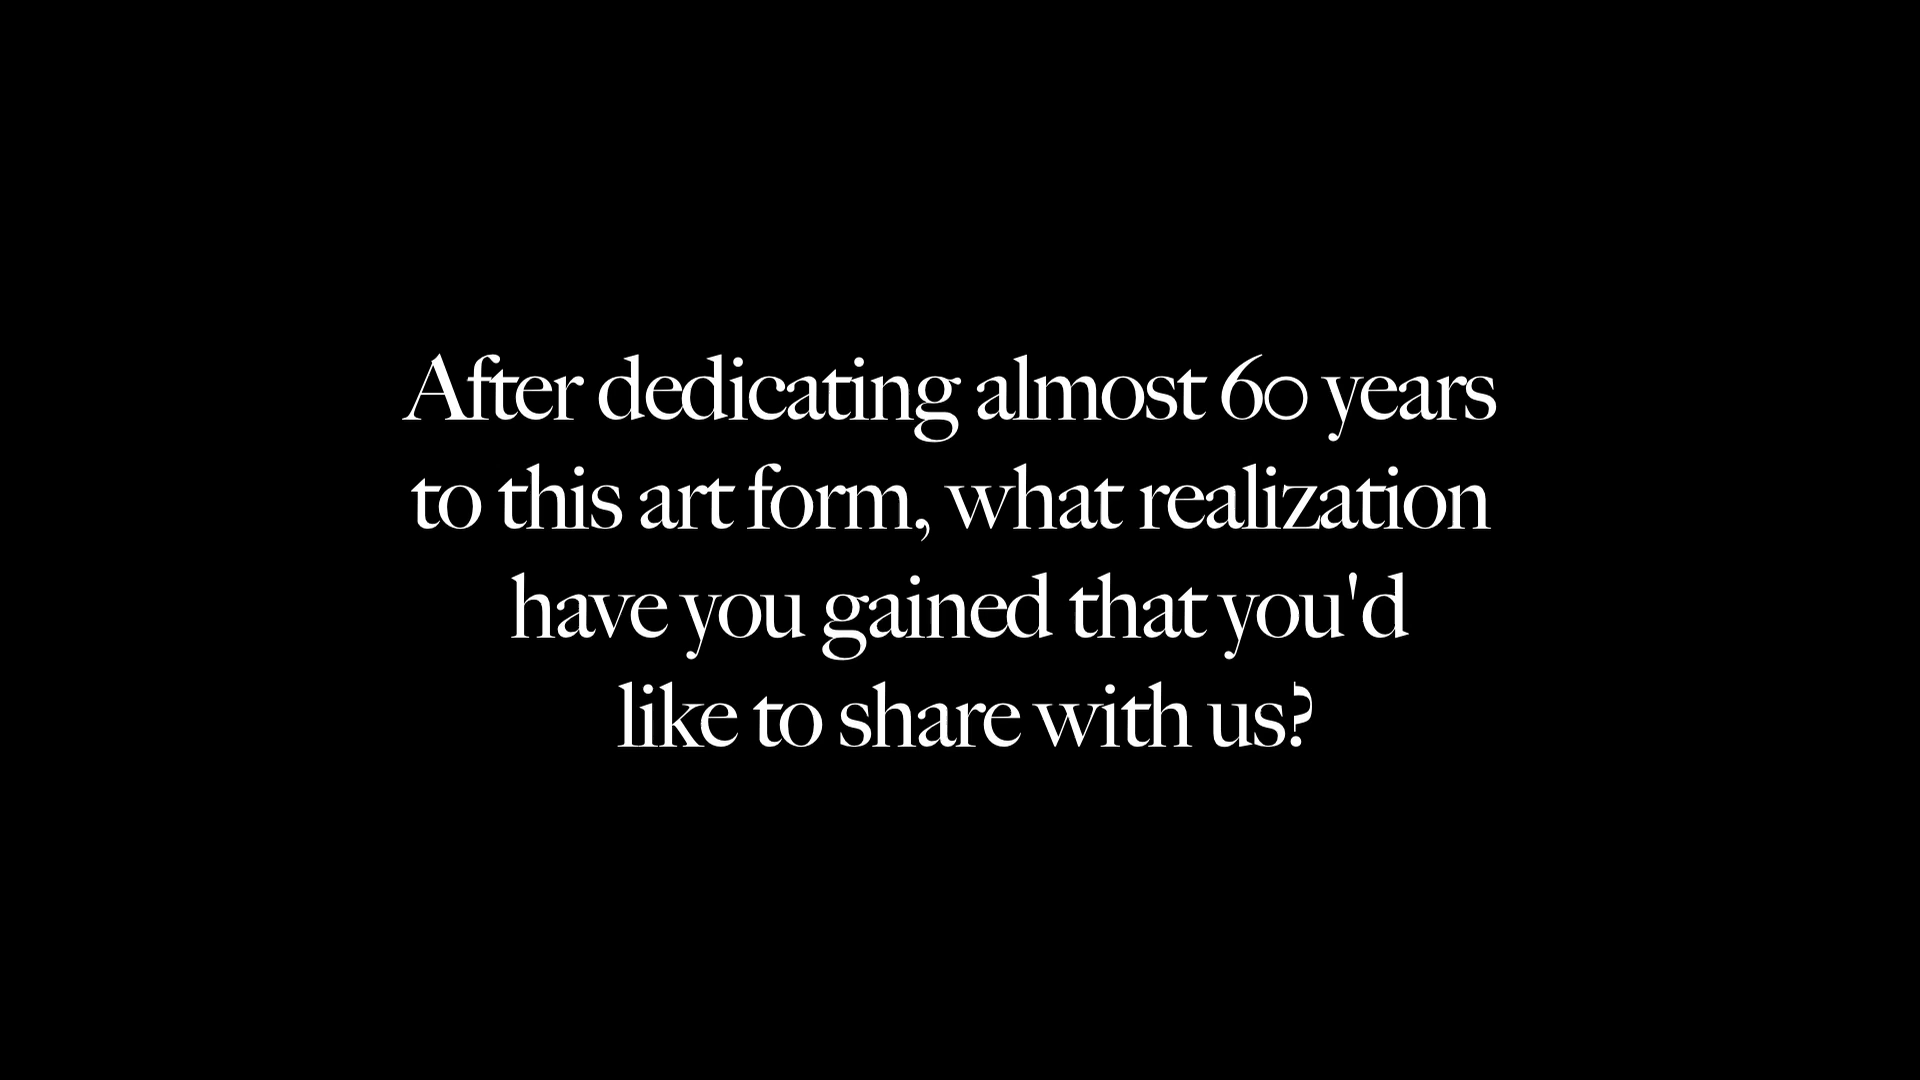 After dedicating almost 60 years
to this art form, what realization
have you gained that you'd
like to share with us?